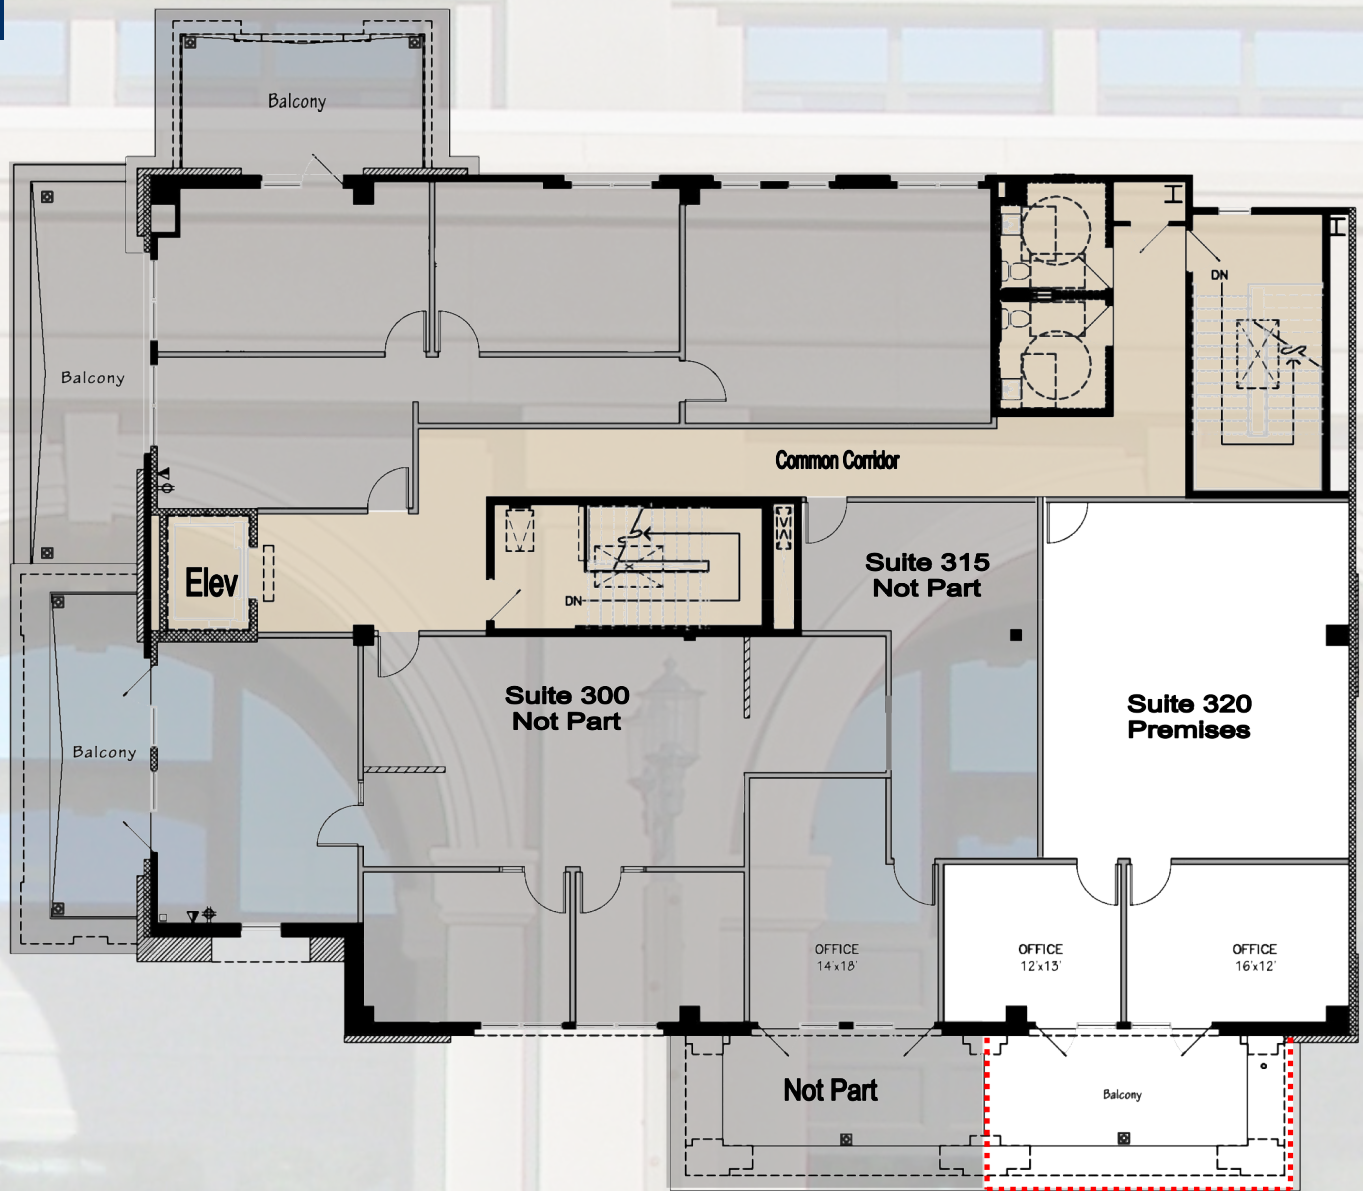 Balcony
DN
Balcony
Common Corridor
Elev
DN
Suite 315
Not Part
Suite 300
Not Part
Suite 320
Premises
Balcony
OFFICE
14'x18'
OFFICE
12'x13'
OFFICE
16'x12'
Not Part
Balcony